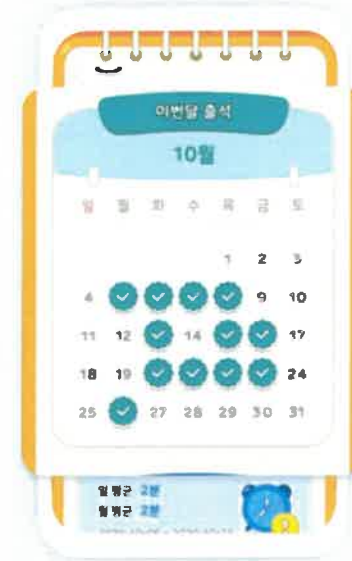 이번달 출석
10월
일 월 화 수 목 금 토
1 2 3
4 9 10
11 12 14 17
18 19 24
25 27 28 29 30 31
일 평균 2분
월 평균 2분